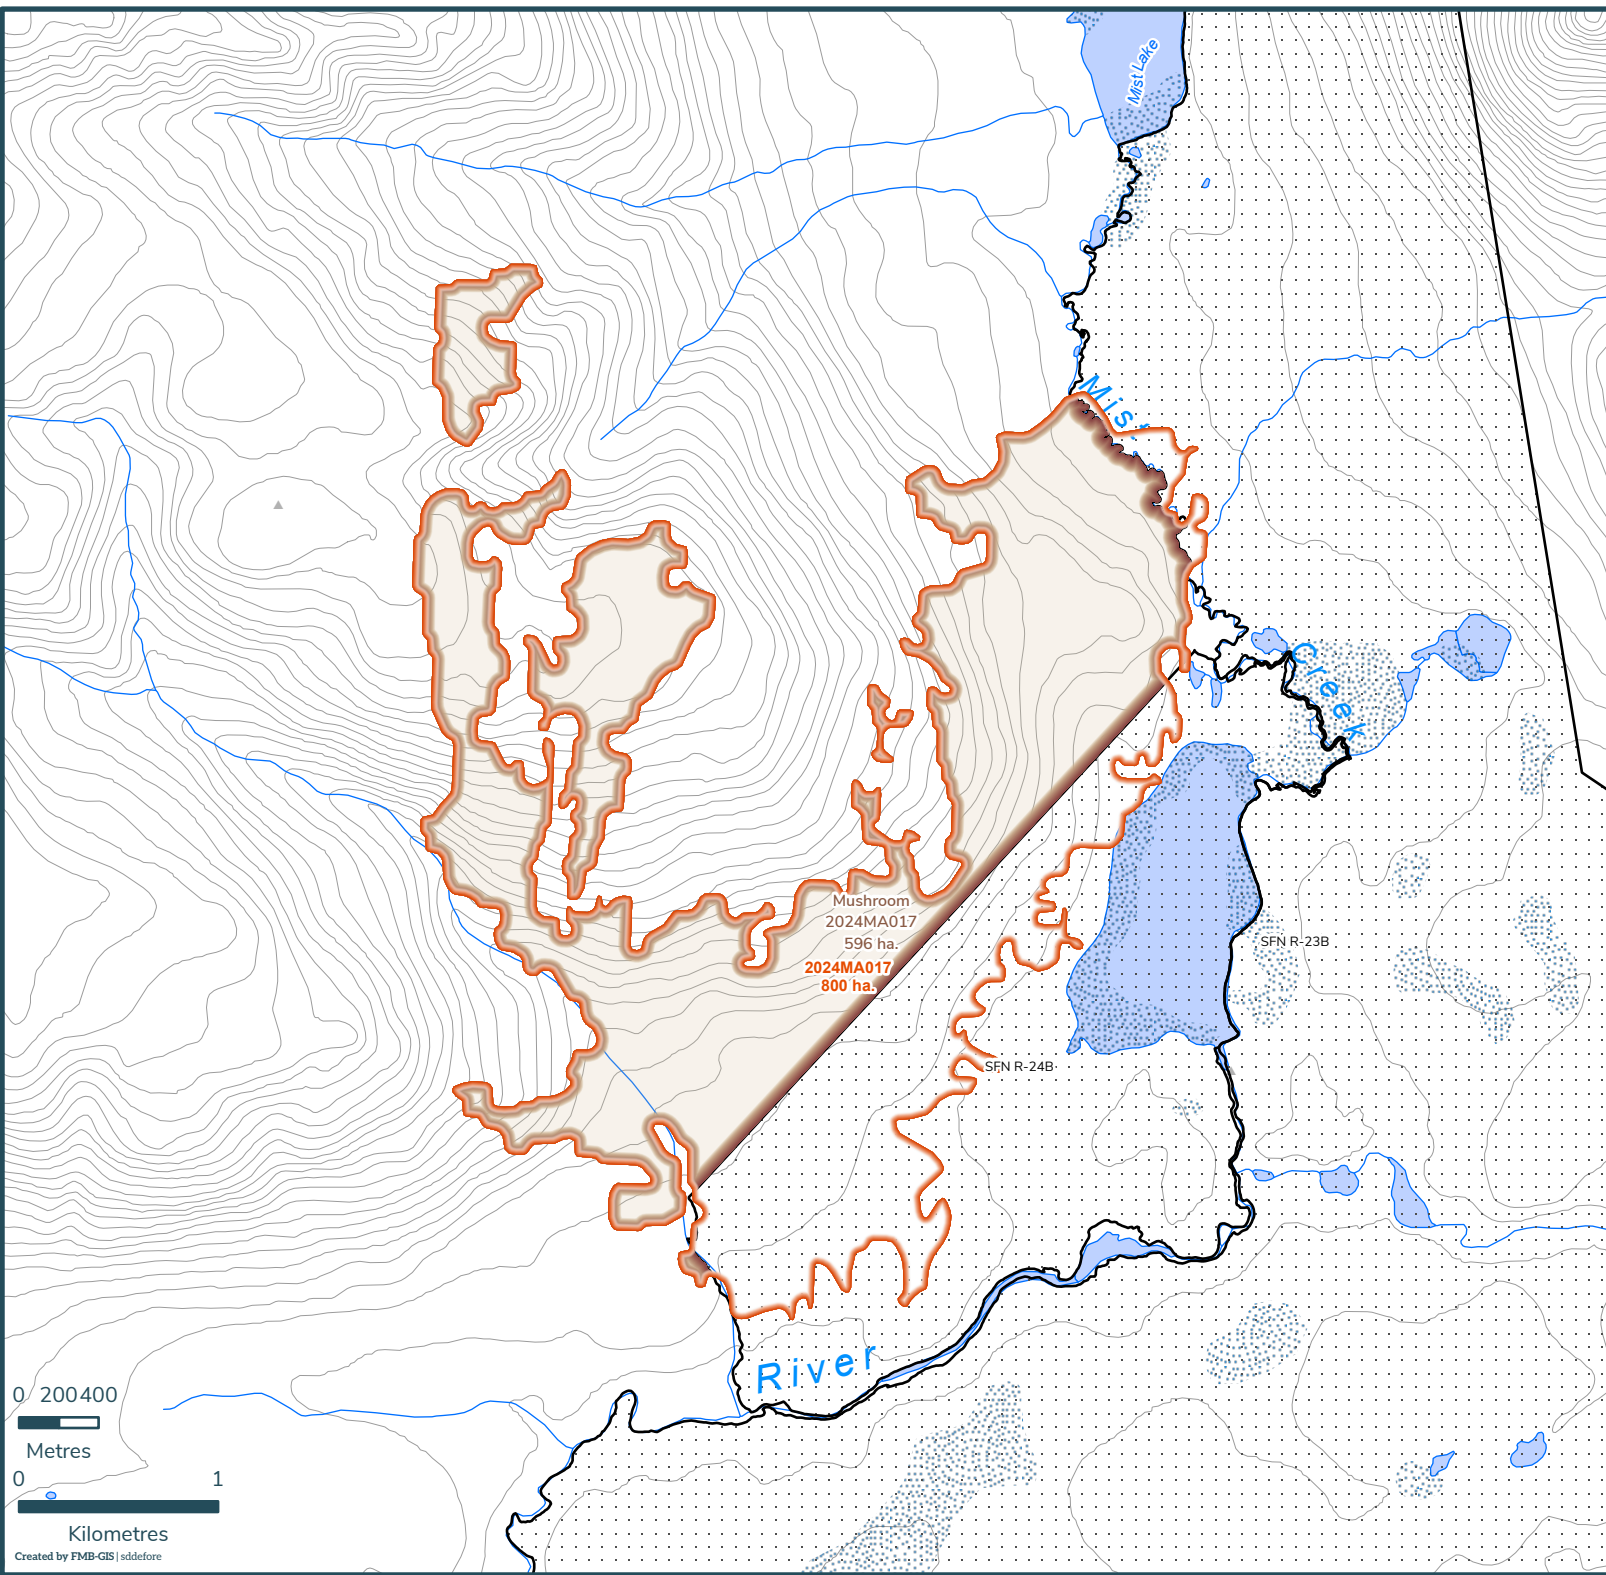 Mist Lake
Mist
Creek
Mushroom
2024MA017
596 ha.
2024MA017
800 ha.
SFN R-23B
SFN R-24B
River
0 200 400
Metres
0 1
Kilometres
Created by FMB-GIS | sddefore